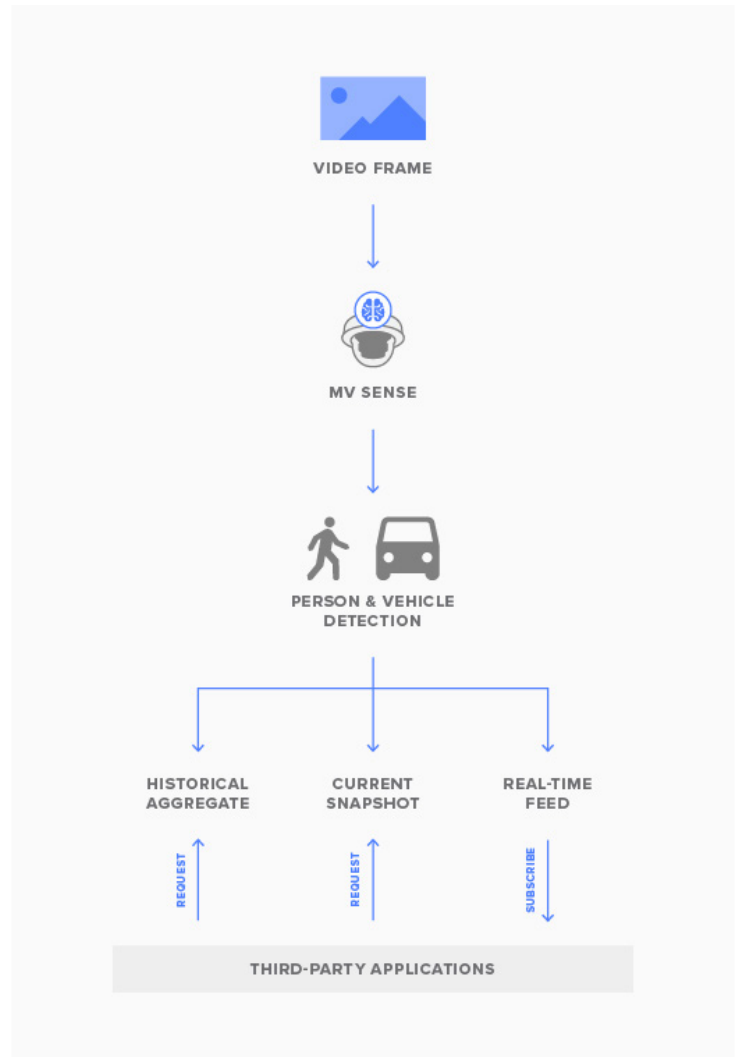 VIDEO FRAME
MV SENSE
PERSON & VEHICLE
DETECTION
HISTORICAL
AGGREGATE
CURRENT
SNAPSHOT
REAL-TIME
FEED
REQUEST
REQUEST
SUBSCRIBE
THIRD-PARTY APPLICATIONS